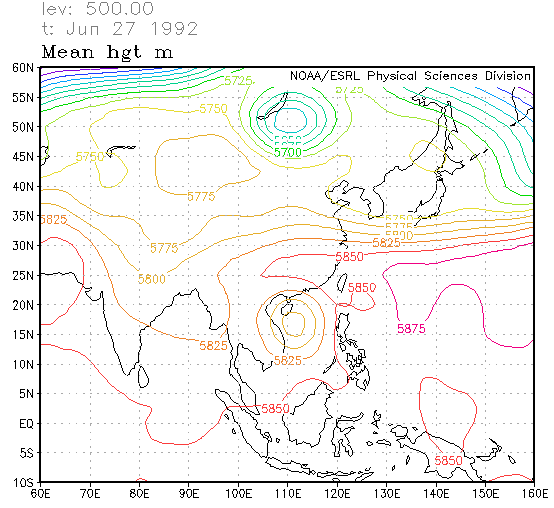 lev: 500.00
t: Jun 27 1992
Mean hgt m
NOAA/ESRL Physical Sciences Division
60N
55N
50N
45N
40N
35N
30N
25N
20N
15N
10N
5N
EQ
5S
10S
60E
70E
80E
90E
100E
110E
120E
130E
140E
150E
160E
5725
5750
5700
5750
5775
5825
5750
5775
5800
5775
5825
5800
5850
5850
5875
5825
5825
5850
5850